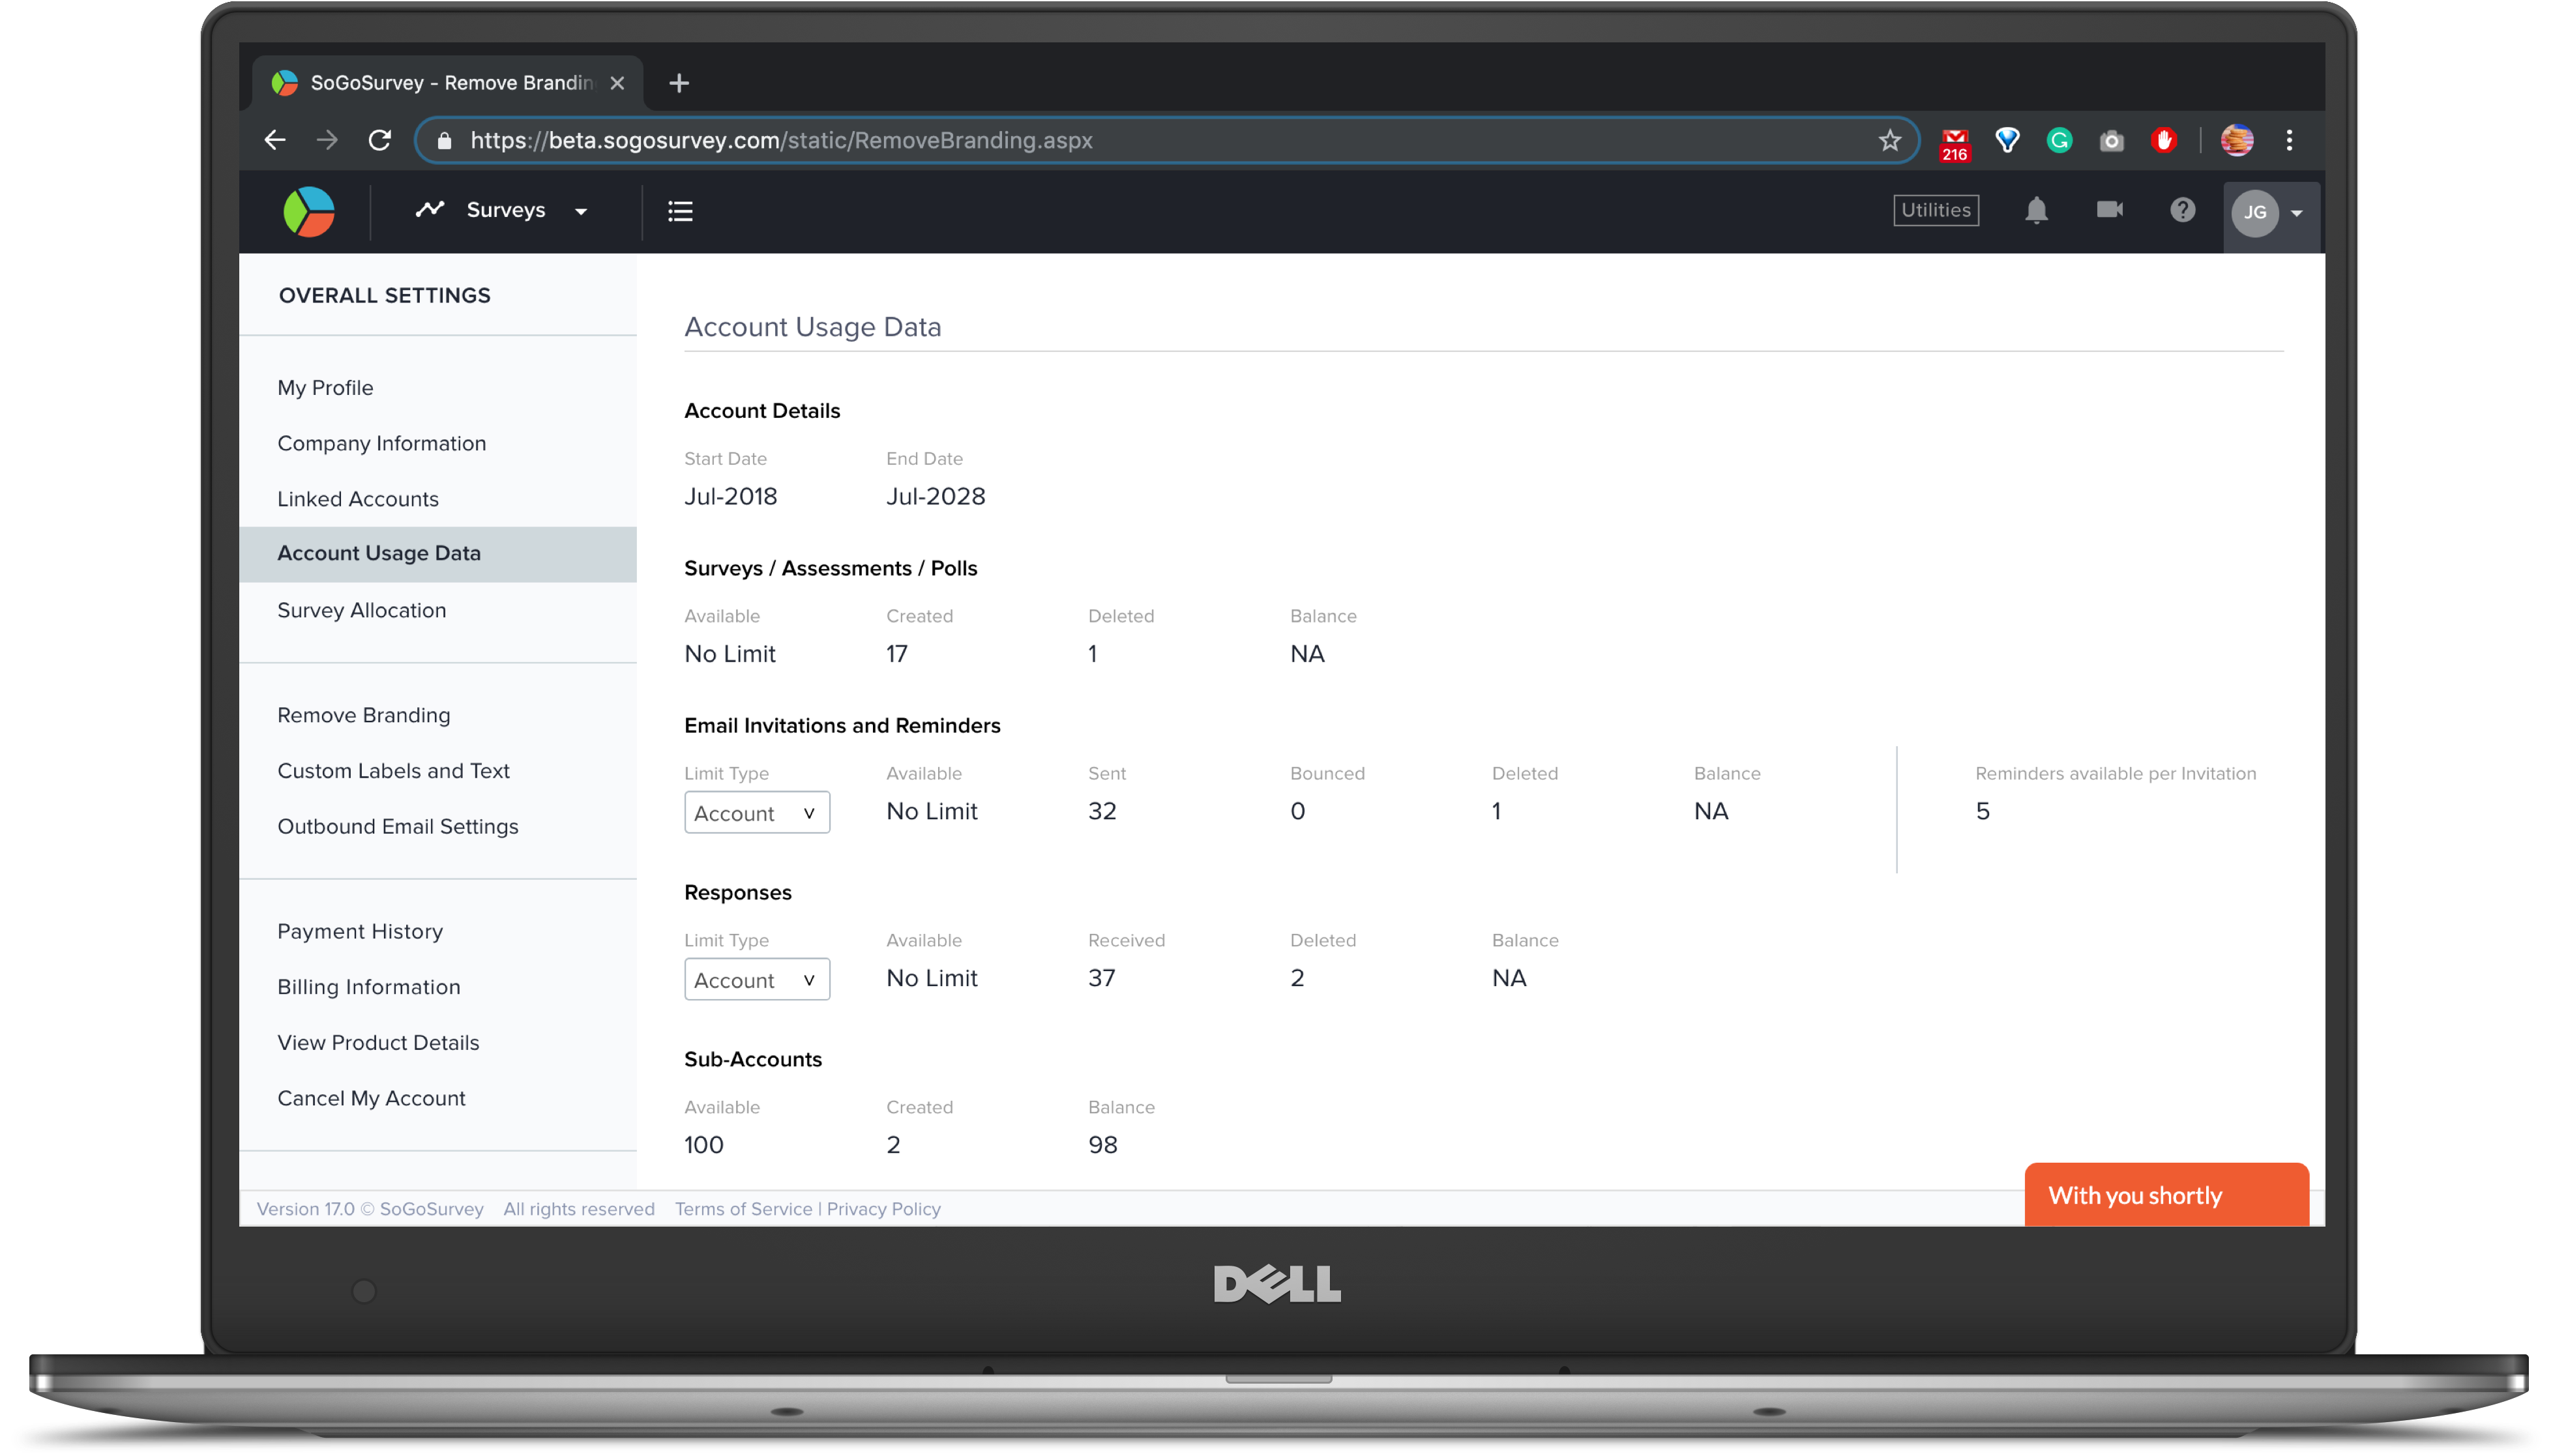 SoGoSurvey - Remove Brandin
https://beta.sogosurvey.com/static/RemoveBranding.aspx
216
Surveys
Utilities
JG
OVERALL SETTINGS
My Profile
Company Information
Linked Accounts
Account Usage Data
Survey Allocation
Remove Branding
Custom Labels and Text
Outbound Email Settings
Payment History
Billing Information
View Product Details
Cancel My Account
Account Usage Data
Account Details
Start Date End Date
Jul-2018 Jul-2028
Surveys / Assessments / Polls
Available Created Deleted Balance
No Limit 17 1 NA
Email Invitations and Reminders
Limit Type Available Sent Bounced Deleted Balance Reminders available per Invitation
Account No Limit 32 0 1 NA 5
Responses
Limit Type Available Received Deleted Balance
Account No Limit 37 2 NA
Sub-Accounts
Available Created Balance
100 2 98
With you shortly
Version 17.0 © SoGoSurvey All rights reserved Terms of Service | Privacy Policy
DELL